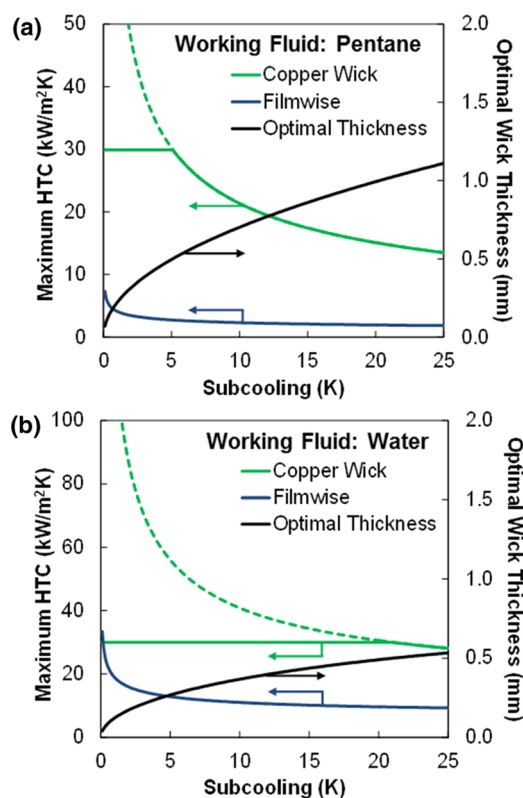 (a)
Working Fluid: Pentane
Copper Wick
Filmwise
Optimal Thickness
Maximum HTC (kW/m²K)
50
40
30
20
10
0
Optimal Wick Thickness (mm)
2.0
1.5
1.0
0.5
0.0
0 5 10 15 20 25
Subcooling (K)
(b)
Working Fluid: Water
Copper Wick
Filmwise
Optimal Thickness
Maximum HTC (kW/m²K)
100
80
60
40
20
0
Optimal Wick Thickness (mm)
2.0
1.5
1.0
0.5
0.0
0 5 10 15 20 25
Subcooling (K)